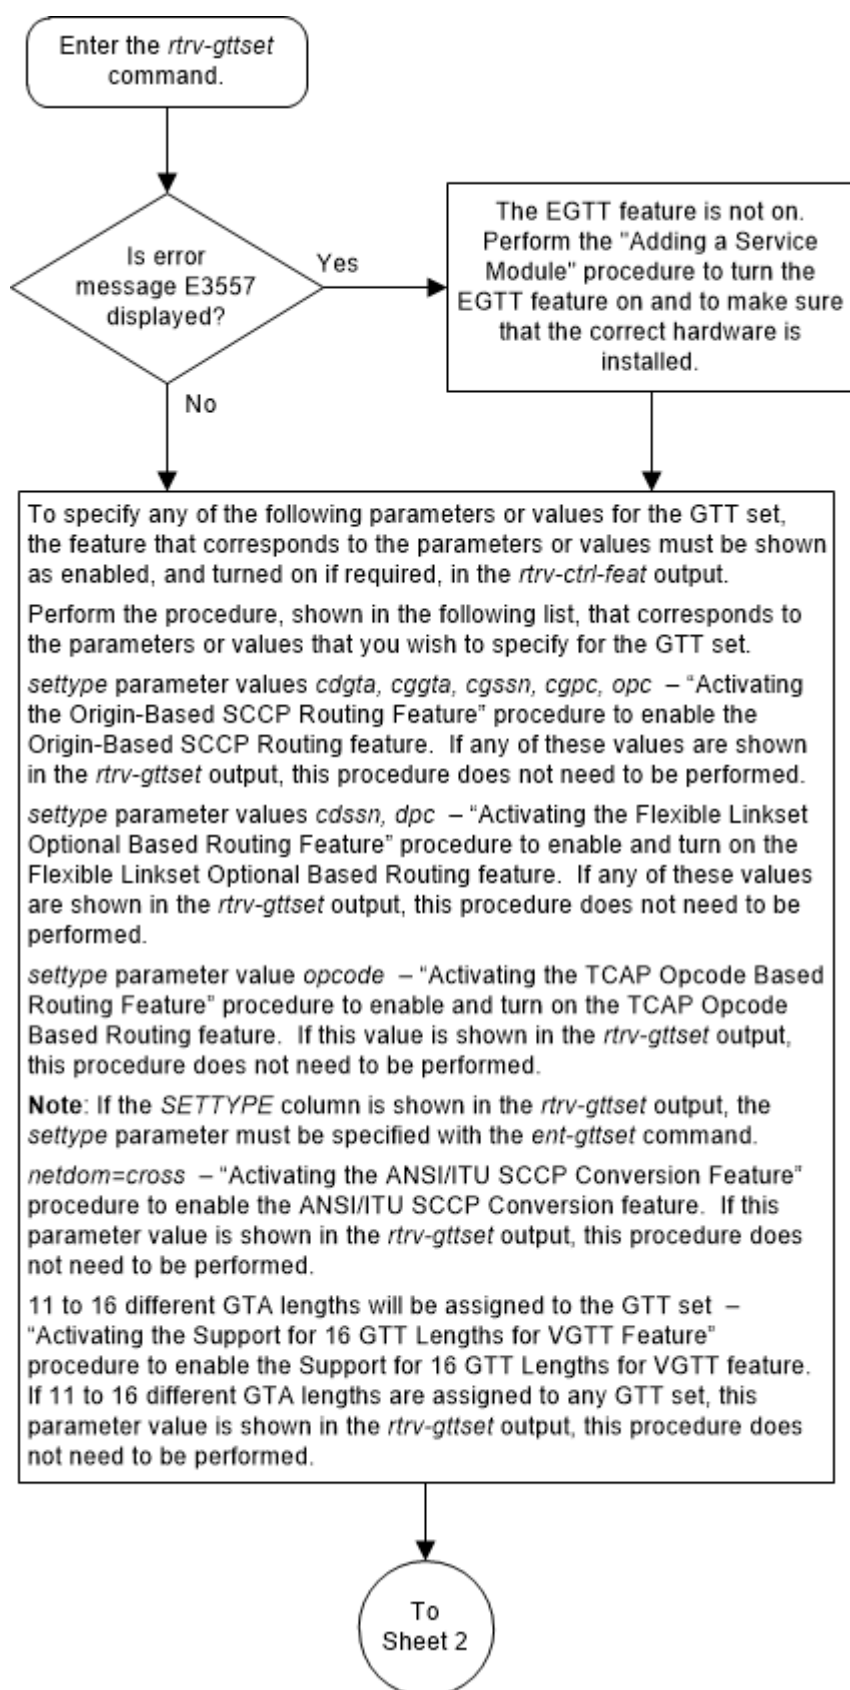 Enter the rtrv-gttset
command.
Is error
message E3557
displayed?
Yes
The EGTT feature is not on.
Perform the "Adding a Service
Module" procedure to turn the
EGTT feature on and to make sure
that the correct hardware is
installed.
No
To specify any of the following parameters or values for the GTT set,
the feature that corresponds to the parameters or values must be shown
as enabled, and turned on if required, in the rtrv-ctrl-feat output.
Perform the procedure, shown in the following list, that corresponds to
the parameters or values that you wish to specify for the GTT set.
settype parameter values cdgta, cggta, cgssn, cgpc, opc – “Activating
the Origin-Based SCCP Routing Feature” procedure to enable the
Origin-Based SCCP Routing feature. If any of these values are shown
in the rtrv-gttset output, this procedure does not need to be performed.
settype parameter values cdssn, dpc – “Activating the Flexible Linkset
Optional Based Routing Feature” procedure to enable and turn on the
Flexible Linkset Optional Based Routing feature. If any of these values
are shown in the rtrv-gttset output, this procedure does not need to be
performed.
settype parameter value opcode – “Activating the TCAP Opcode Based
Routing Feature” procedure to enable and turn on the TCAP Opcode
Based Routing feature. If this value is shown in the rtrv-gttset output,
this procedure does not need to be performed.
Note: If the SETTYPE column is shown in the rtrv-gttset output, the
settype parameter must be specified with the ent-gttset command.
netdom=cross – “Activating the ANSI/ITU SCCP Conversion Feature”
procedure to enable the ANSI/ITU SCCP Conversion feature. If this
parameter value is shown in the rtrv-gttset output, this procedure does
not need to be performed.
11 to 16 different GTA lengths will be assigned to the GTT set –
“Activating the Support for 16 GTT Lengths for VGTT Feature”
procedure to enable the Support for 16 GTT Lengths for VGTT feature.
If 11 to 16 different GTA lengths are assigned to any GTT set, this
parameter value is shown in the rtrv-gttset output, this procedure does
not need to be performed.
To
Sheet 2